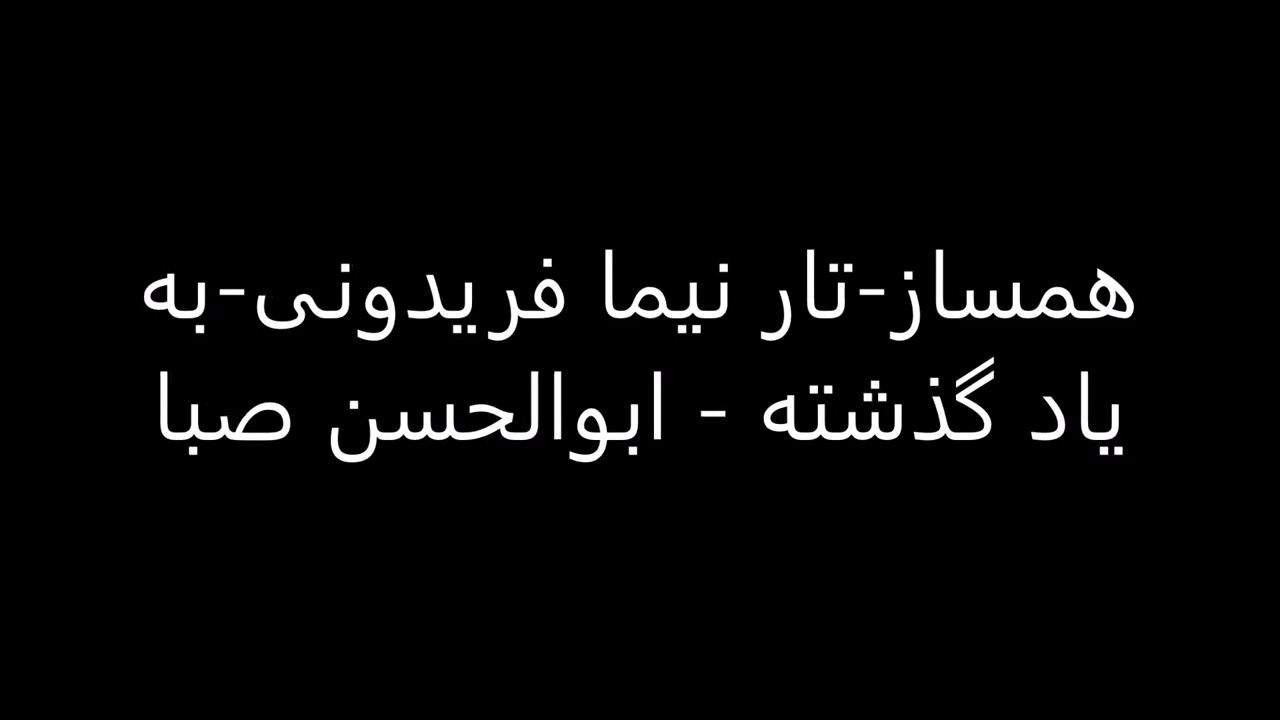 همساز-تار نیما فریدونی-به
یاد گذشته - ابوالحسن صبا